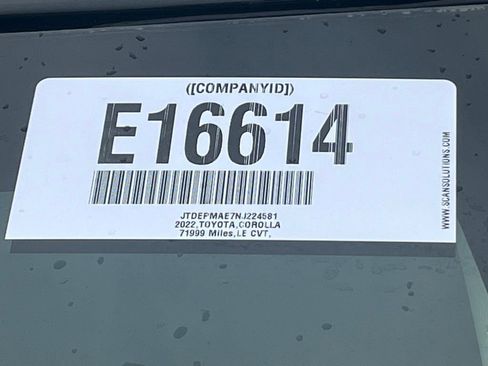 ([COMPANYID])
E16614
JTDEPMAE7NJ224581
2022,TOYOTA,COROLLA
71999 Miles,LE CVT,
WWW.SCANSOLUTIONS.COM